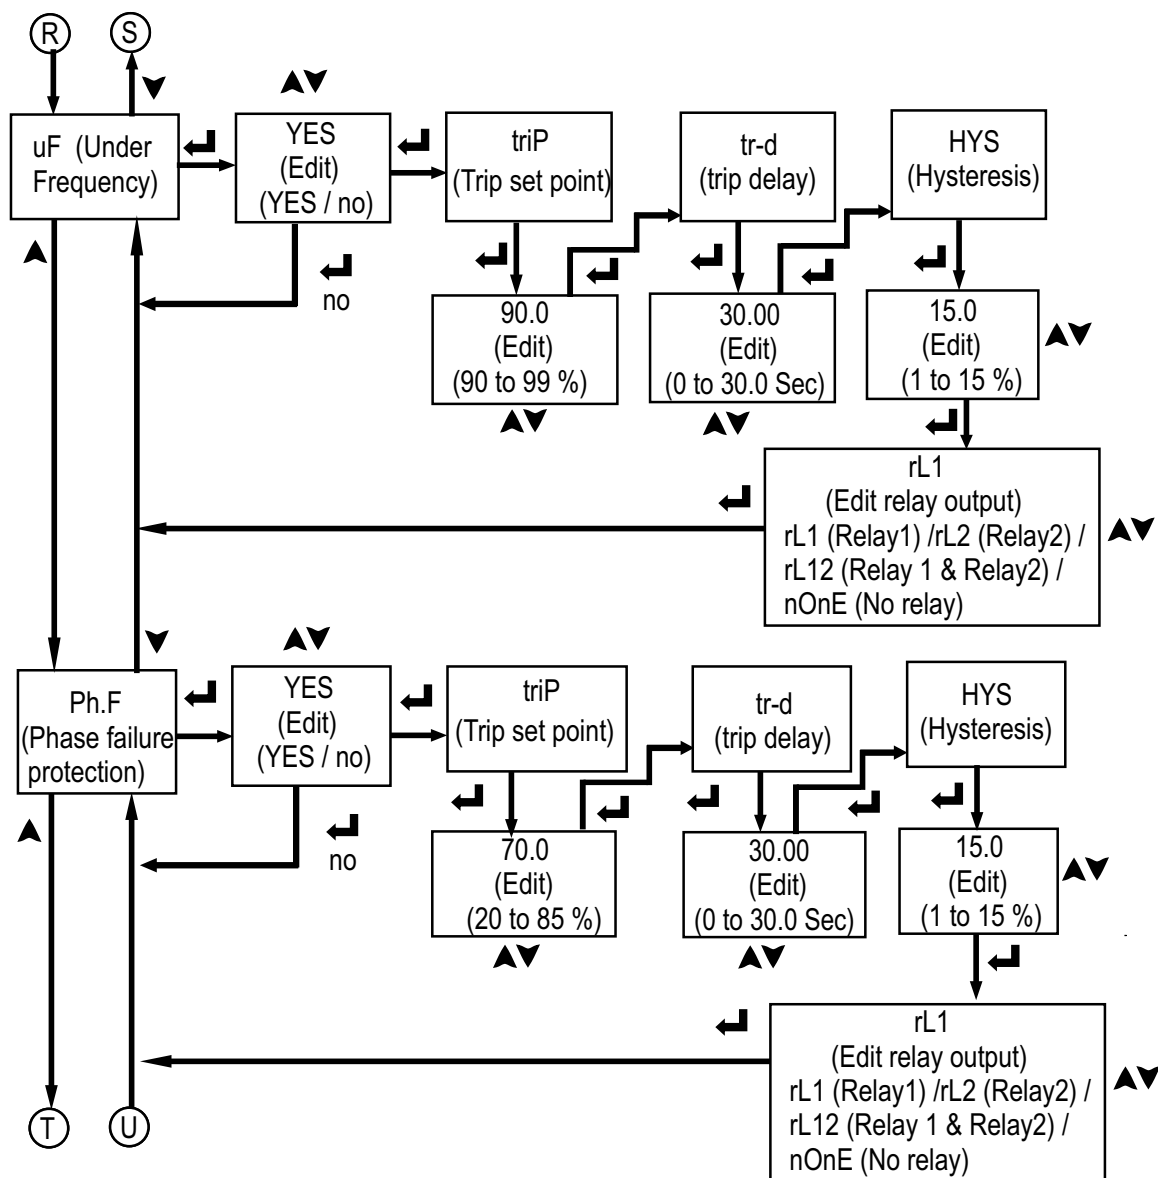 R
S
uF (Under
Frequency)
YES
(Edit)
(YES / no)
no
triP
(Trip set point)
90.0
(Edit)
(90 to 99 %)
tr-d
(trip delay)
30.00
(Edit)
(0 to 30.0 Sec)
HYS
(Hysteresis)
15.0
(Edit)
(1 to 15 %)
rL1
(Edit relay output)
rL1 (Relay1) /rL2 (Relay2) /
rL12 (Relay 1 & Relay2) /
nOnE (No relay)
Ph.F
(Phase failure
protection)
YES
(Edit)
(YES / no)
no
triP
(Trip set point)
70.0
(Edit)
(20 to 85 %)
tr-d
(trip delay)
30.00
(Edit)
(0 to 30.0 Sec)
HYS
(Hysteresis)
15.0
(Edit)
(1 to 15 %)
rL1
(Edit relay output)
rL1 (Relay1) /rL2 (Relay2) /
rL12 (Relay 1 & Relay2) /
nOnE (No relay)
T
U